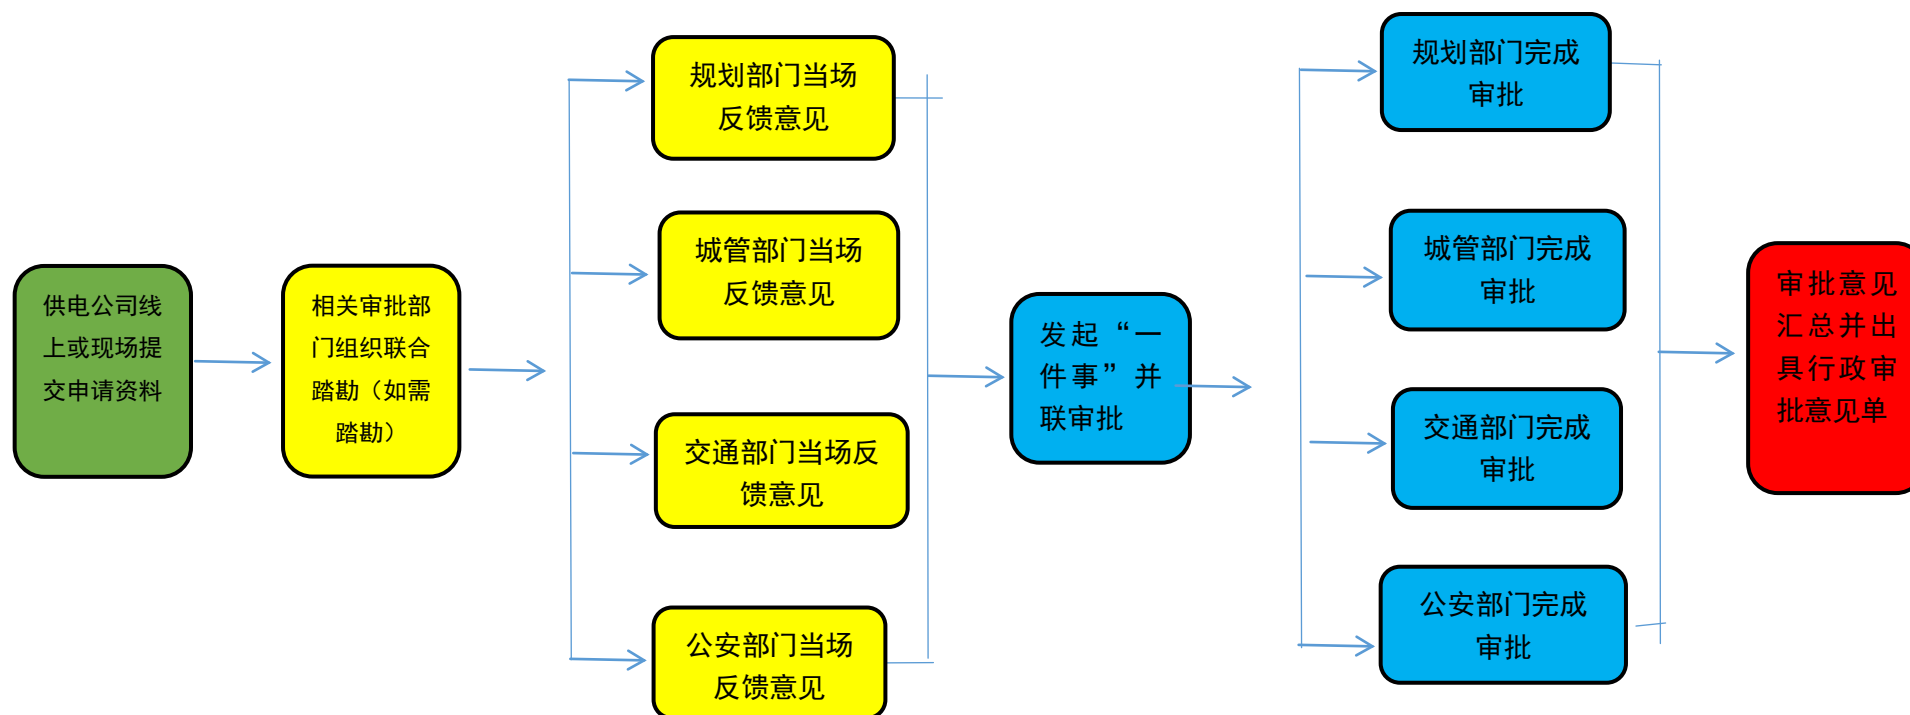 供电公司线
上或现场提
交申请资料
相关审批部
门组织联合
踏勘（如需
踏勘）
规划部门当场
反馈意见
城管部门当场
反馈意见
交通部门当场反
馈意见
公安部门当场
反馈意见
发起“一
件事”并
联审批
规划部门完成
审批
城管部门完成
审批
交通部门完成
审批
公安部门完成
审批
审批意见
汇总并出
具行政审
批意见单